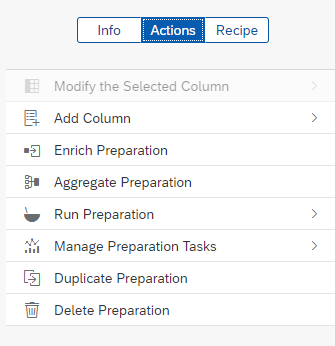 Info Actions Recipe
Modify the Selected Column
Add Column
Enrich Preparation
Aggregate Preparation
Run Preparation
Manage Preparation Tasks
Duplicate Preparation
Delete Preparation